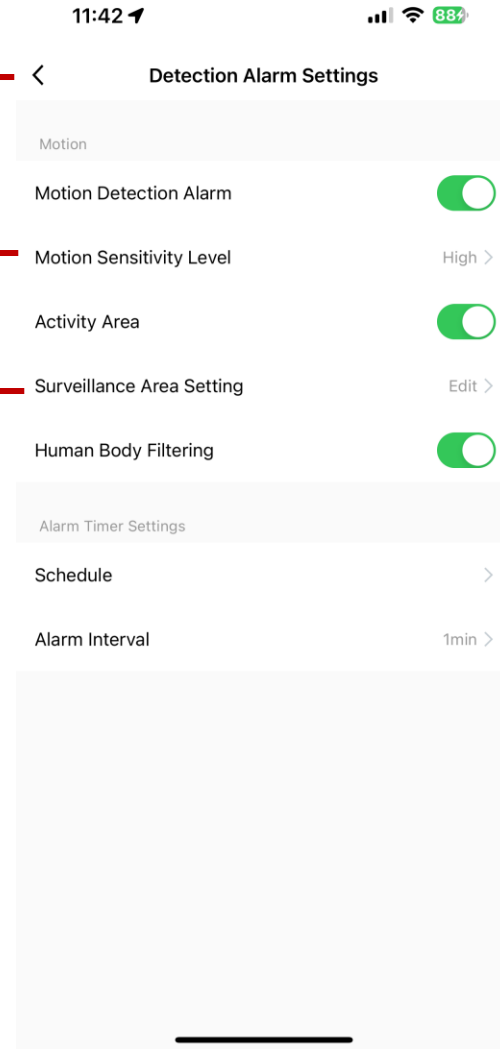 11:42
88
Detection Alarm Settings
Motion
Motion Detection Alarm
Motion Sensitivity Level High
Activity Area
Surveillance Area Setting Edit
Human Body Filtering
Alarm Timer Settings
Schedule
Alarm Interval 1min